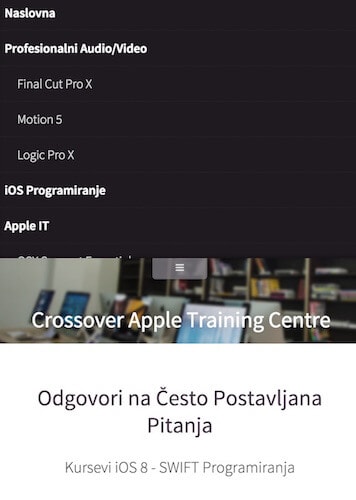 Naslovna
Profesionalni Audio/Video
Final Cut Pro X
Motion 5
Logic Pro X
iOS Programiranje
Apple IT
Crossover Apple Training Centre
Odgovori na Često Postavljana
Pitanja
Kursevi iOS 8 - SWIFT Programiranja